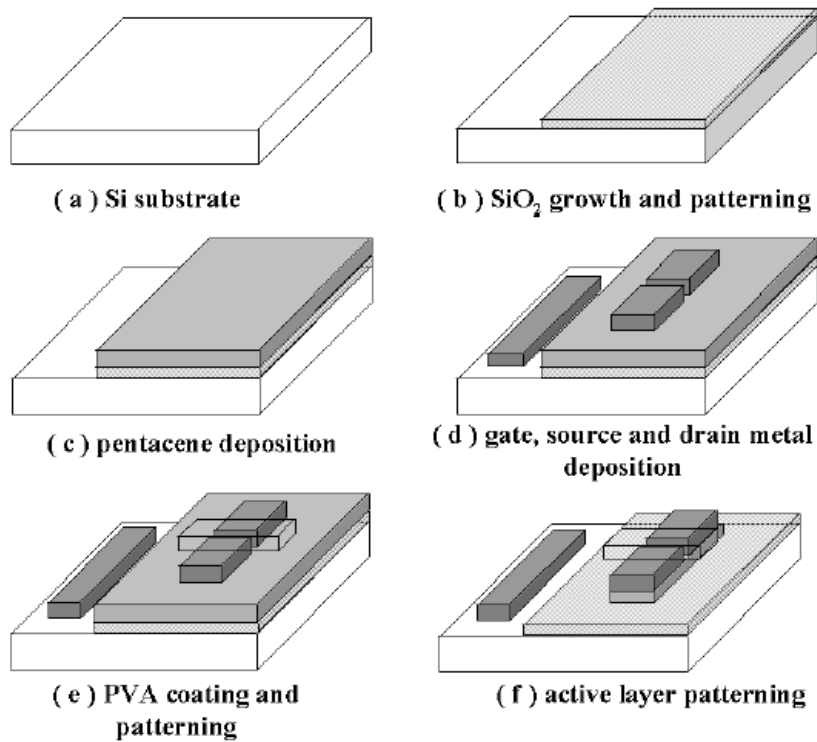 ( a ) Si substrate
( b ) SiO₂ growth and patterning
( c ) pentacene deposition
( d ) gate, source and drain metal
deposition
( e ) PVA coating and
patterning
( f ) active layer patterning